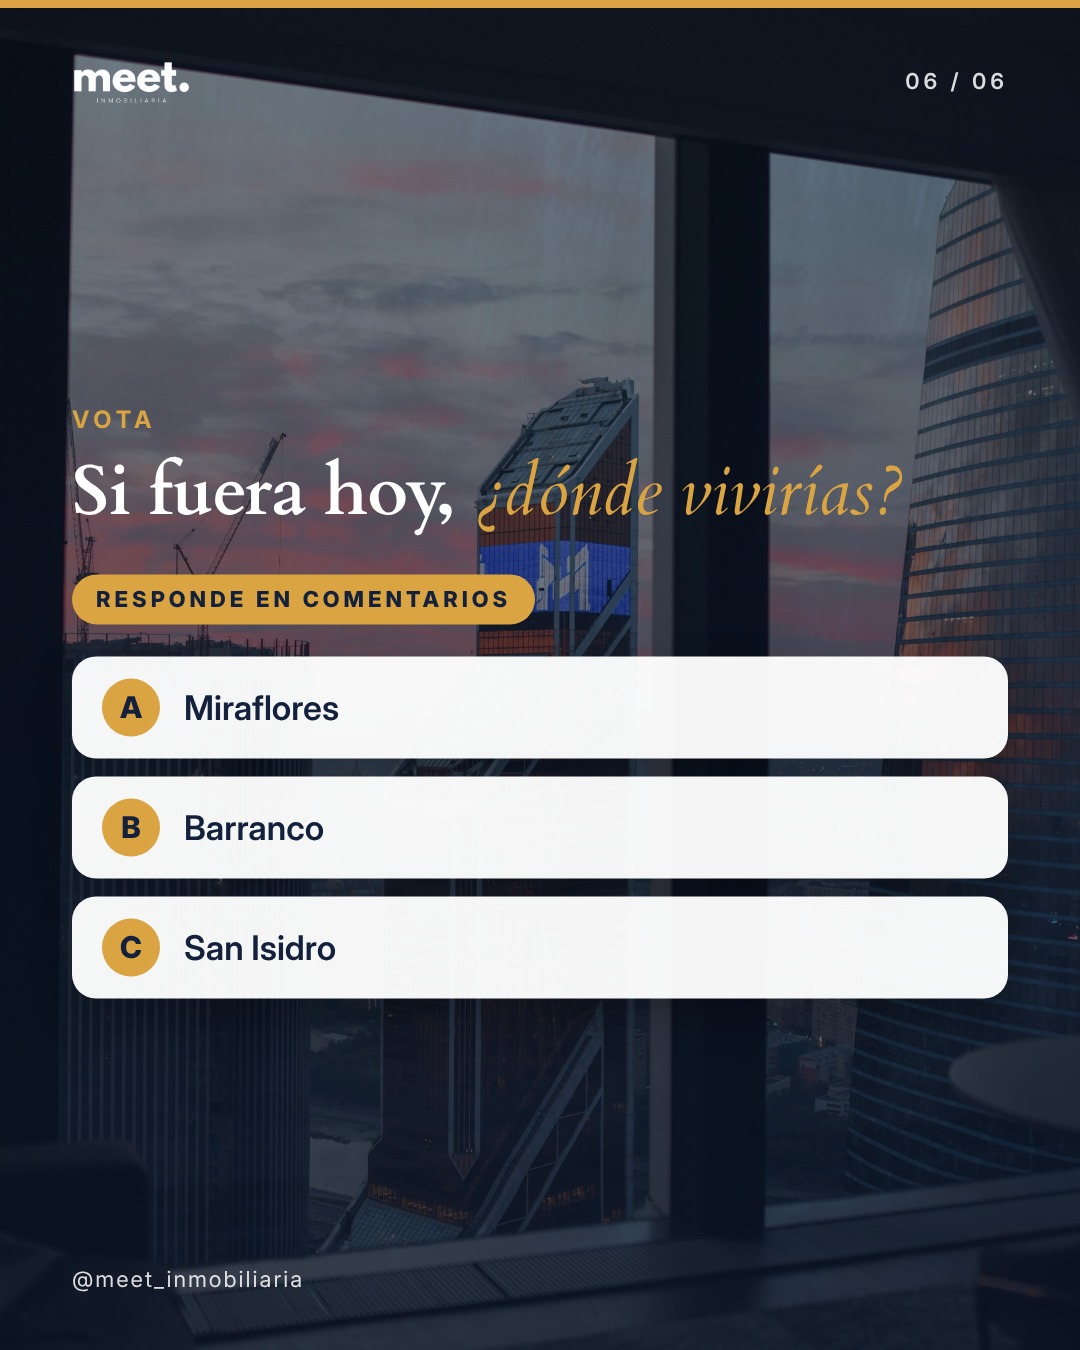 meet.
INMOBILIARIA
06 / 06
VOTA
Si fuera hoy, ¿dónde vivirías?
RESPONDE EN COMENTARIOS
A Miraflores
B Barranco
C San Isidro
@meet_inmobiliaria